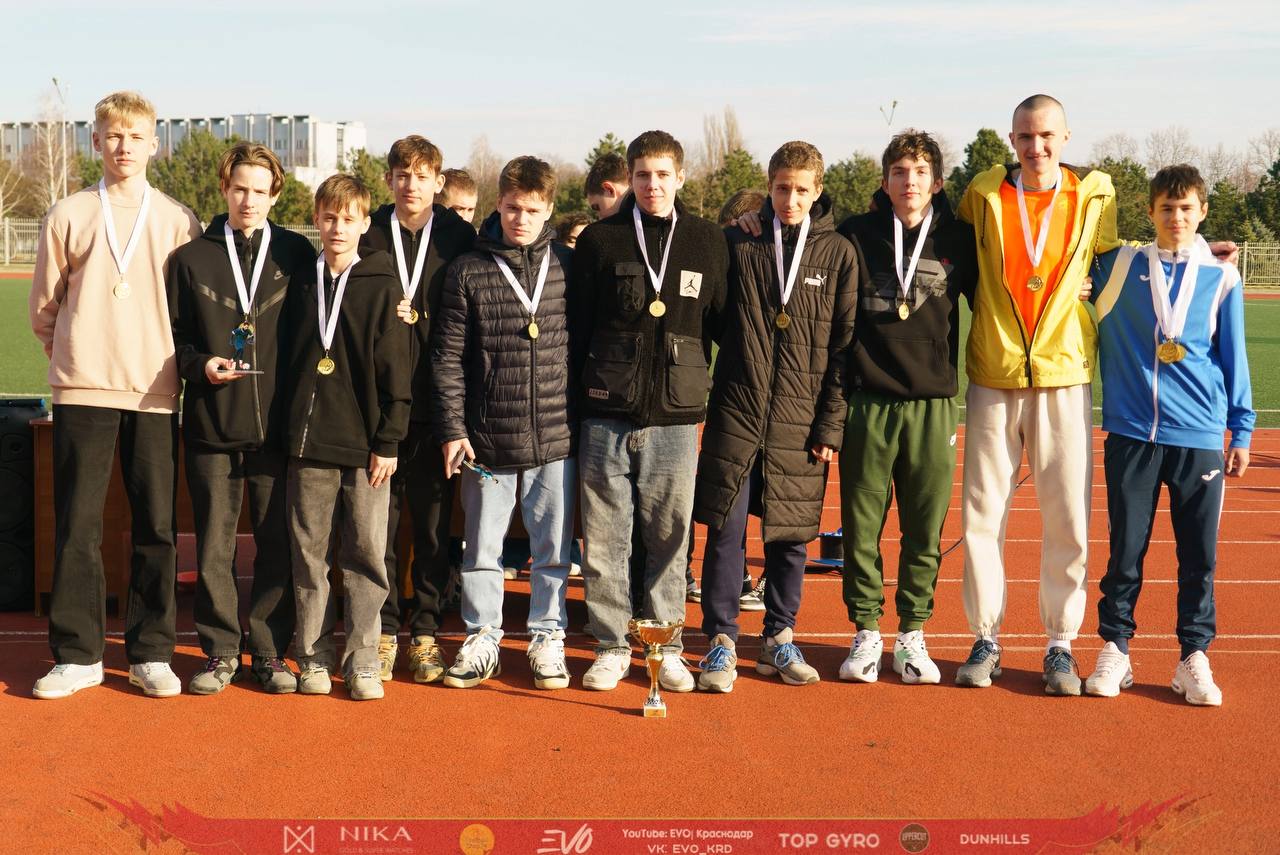 PUMA
NIKA
GOLD & SILVER WATCHES
EVO
YouTube: EVO| Краснодар
VK: EVO_KRD
TOP GYRO
UPPERCUT
DUNHILLS